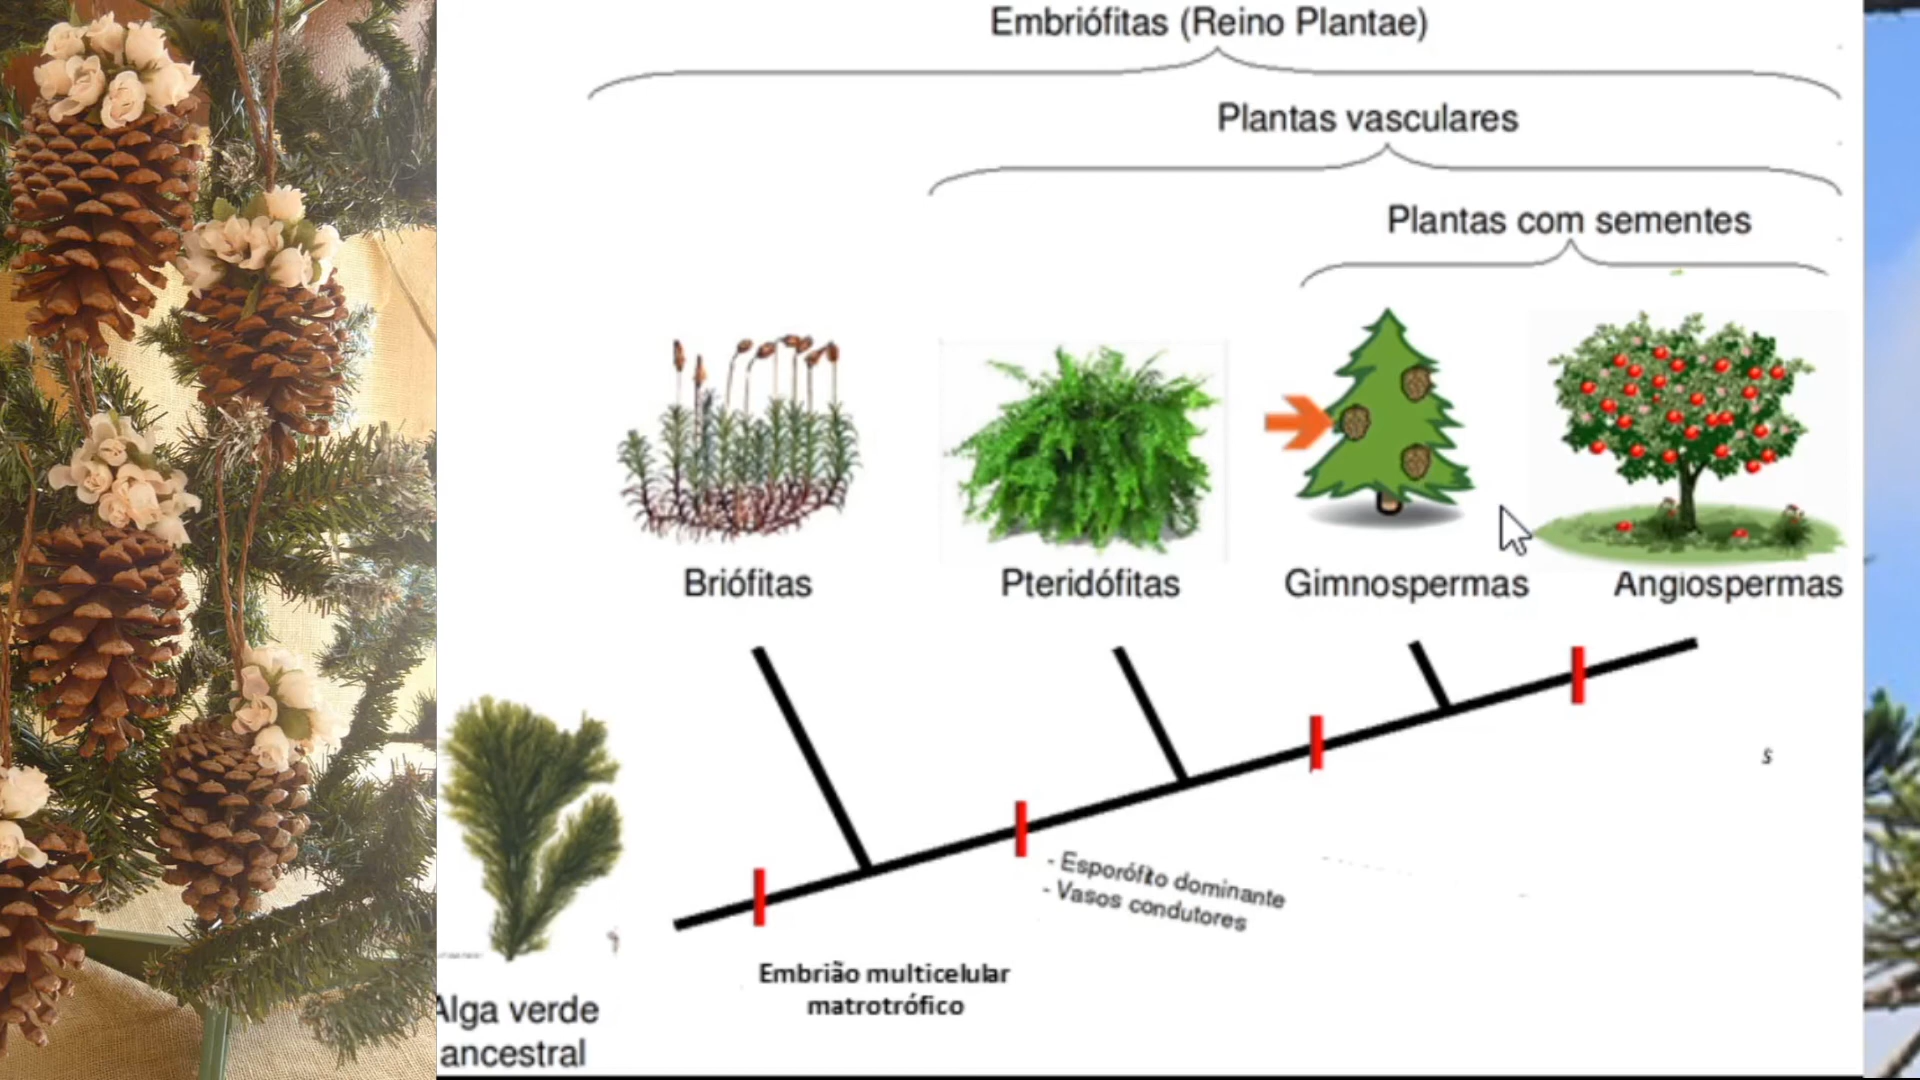 Embriófitas (Reino Plantae)
Plantas vasculares
Plantas com sementes
Briófitas
Pteridófitas
Gimnospermas
Angiospermas
- Esporófito dominante
- Vasos condutores
Embrião multicelular
matrotrófico
Alga verde
ancestral
s